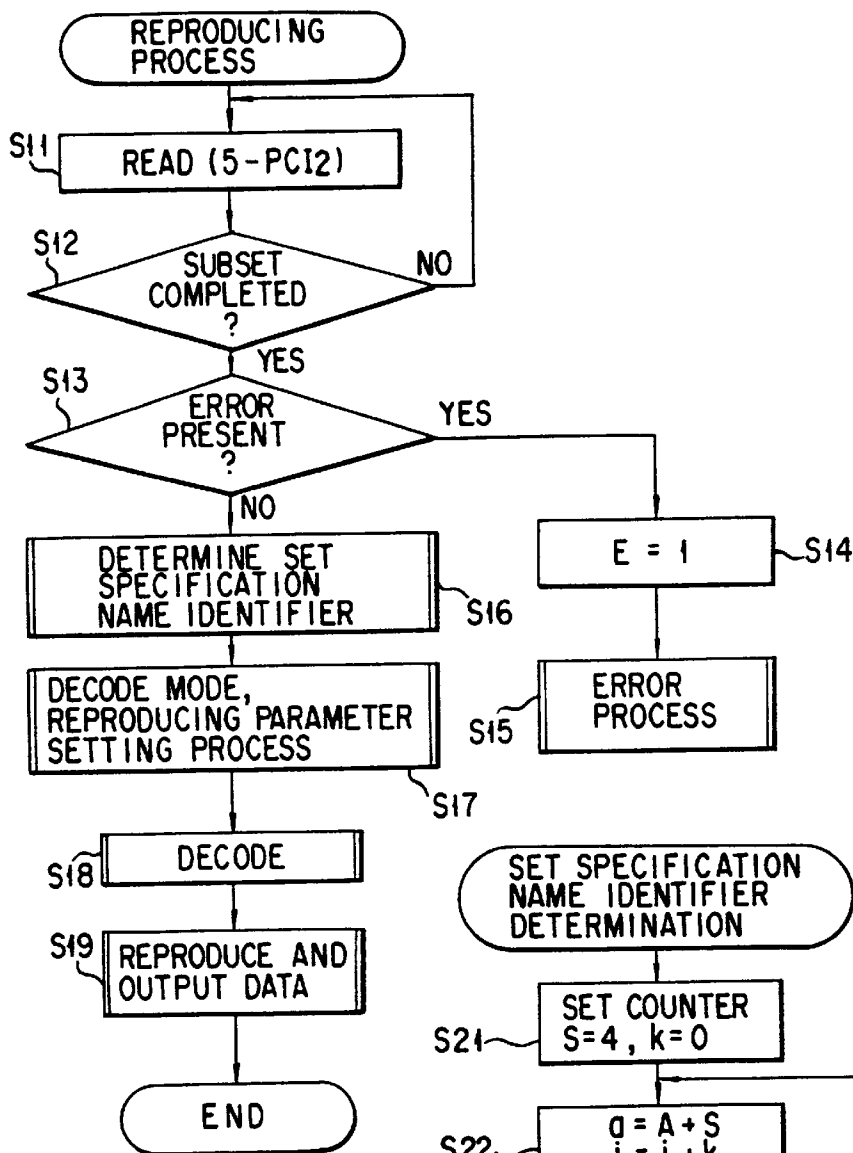 REPRODUCING
PROCESS
S11
READ (5-PCI2)
S12
SUBSET
COMPLETED
?
NO
YES
S13
ERROR
PRESENT
?
YES
NO
E = 1
S14
DETERMINE SET
SPECIFICATION
NAME IDENTIFIER
S16
ERROR
PROCESS
S15
DECODE MODE,
REPRODUCING PARAMETER
SETTING PROCESS
S17
DECODE
S18
REPRODUCE AND
OUTPUT DATA
S19
END
SET SPECIFICATION
NAME IDENTIFIER
DETERMINATION
SET COUNTER
S=4, k=0
S21
a = A + S
S22